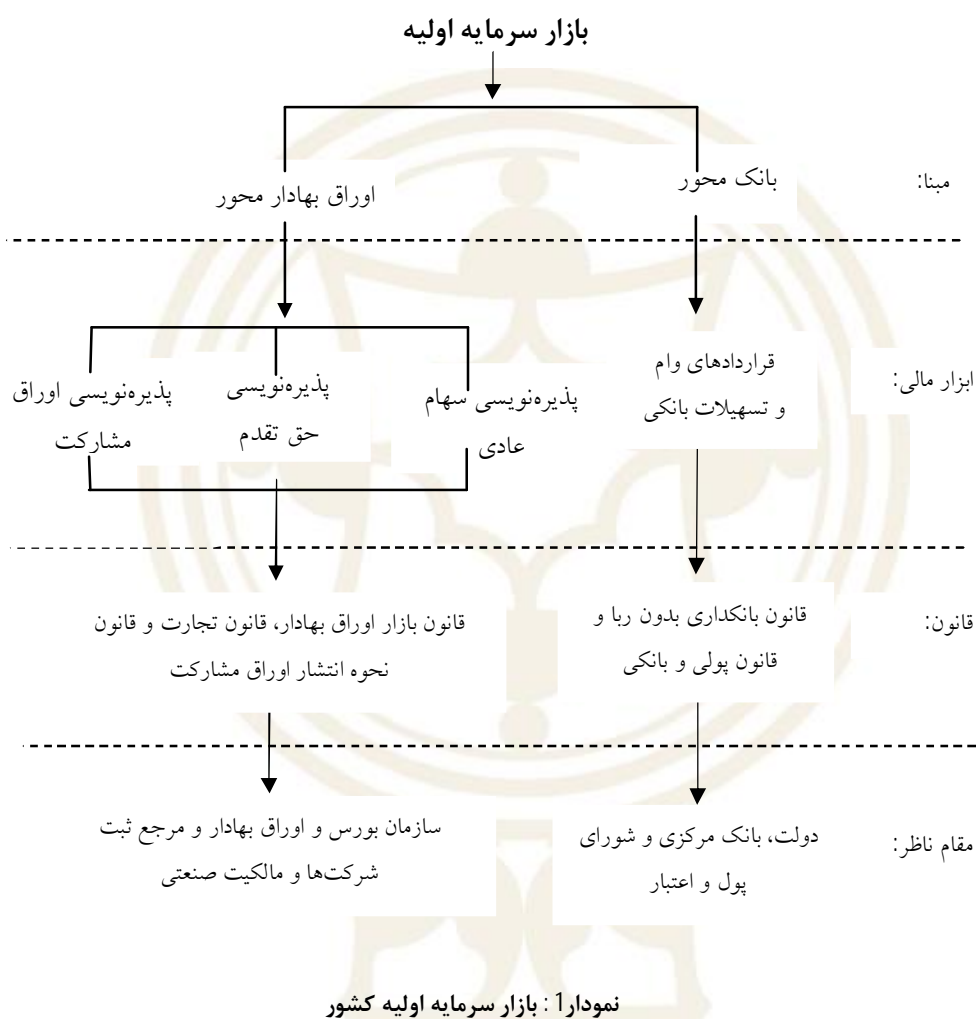 بازار سرمایه اولیه
مبنا:
بانک محور
اوراق بهادار محور
ابزار مالی:
قراردادهای وام
و تسهیلات بانکی
پذیره‌نویسی سهام
عادی
پذیره‌نویسی
حق تقدم
پذیره‌نویسی اوراق
مشارکت
قانون:
قانون بانکداری بدون ربا و
قانون پولی و بانکی
قانون بازار اوراق بهادار، قانون تجارت و قانون
نحوه انتشار اوراق مشارکت
مقام ناظر:
دولت، بانک مرکزی و شورای
پول و اعتبار
سازمان بورس و اوراق بهادار و مرجع ثبت
شرکت‌ها و مالکیت صنعتی
نمودار1 : بازار سرمایه اولیه کشور